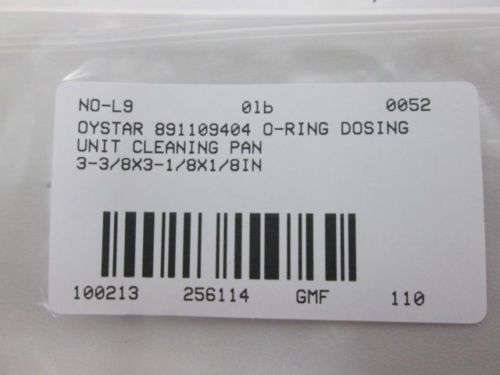 NO-L9 01b 0052
OYSTAR 891109404 O-RING DOSING
UNIT CLEANING PAN
3-3/8X3-1/8X1/8IN
100213 256114 GMF 110